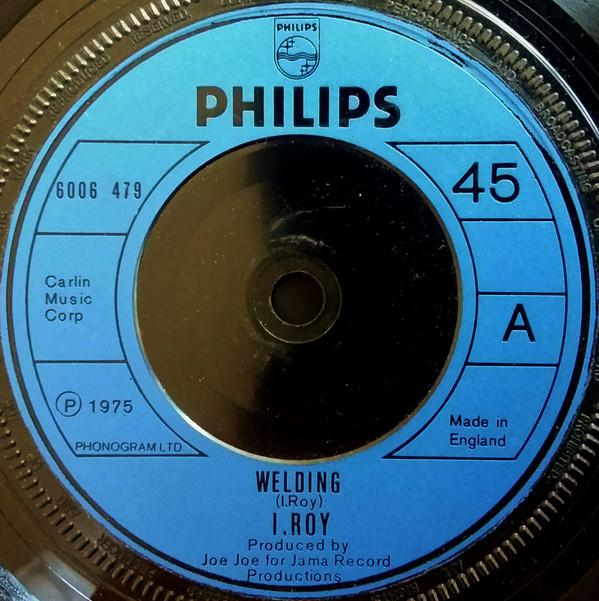 PHILIPS
PHILIPS
6006 479
45
Carlin
Music
Corp
A
Ⓟ 1975
PHONOGRAM LTD.
Made in
England
WELDING
(I.Roy)
I.ROY
Produced by
Joe Joe for Jama Record
Productions